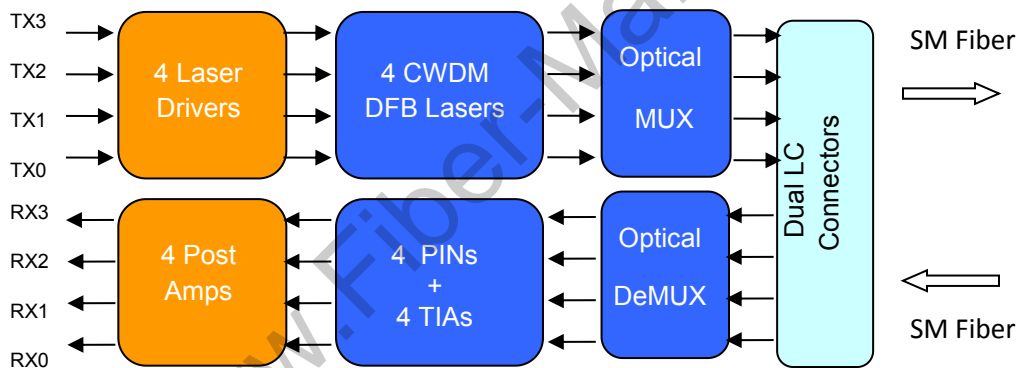 TX3
TX2
TX1
TX0
4 Laser
Drivers
4 CWDM
DFB Lasers
Optical
MUX
Dual LC
Connectors
SM Fiber
RX3
RX2
RX1
RX0
4 Post
Amps
4 PINs
+
4 TIAs
Optical
DeMUX
SM Fiber